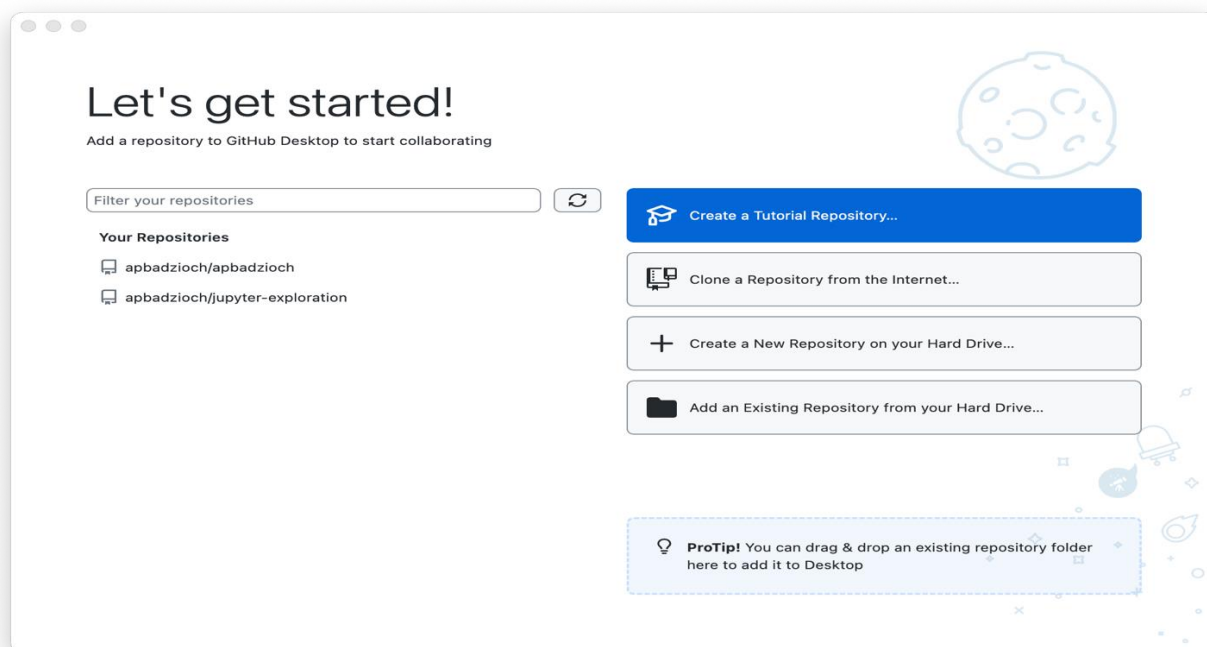 Let's get started!
Add a repository to GitHub Desktop to start collaborating
Filter your repositories
Your Repositories
apbadzioch/apbadzioch
apbadzioch/jupyter-exploration
Create a Tutorial Repository...
Clone a Repository from the Internet...
Create a New Repository on your Hard Drive...
Add an Existing Repository from your Hard Drive...
ProTip! You can drag & drop an existing repository folder
here to add it to Desktop